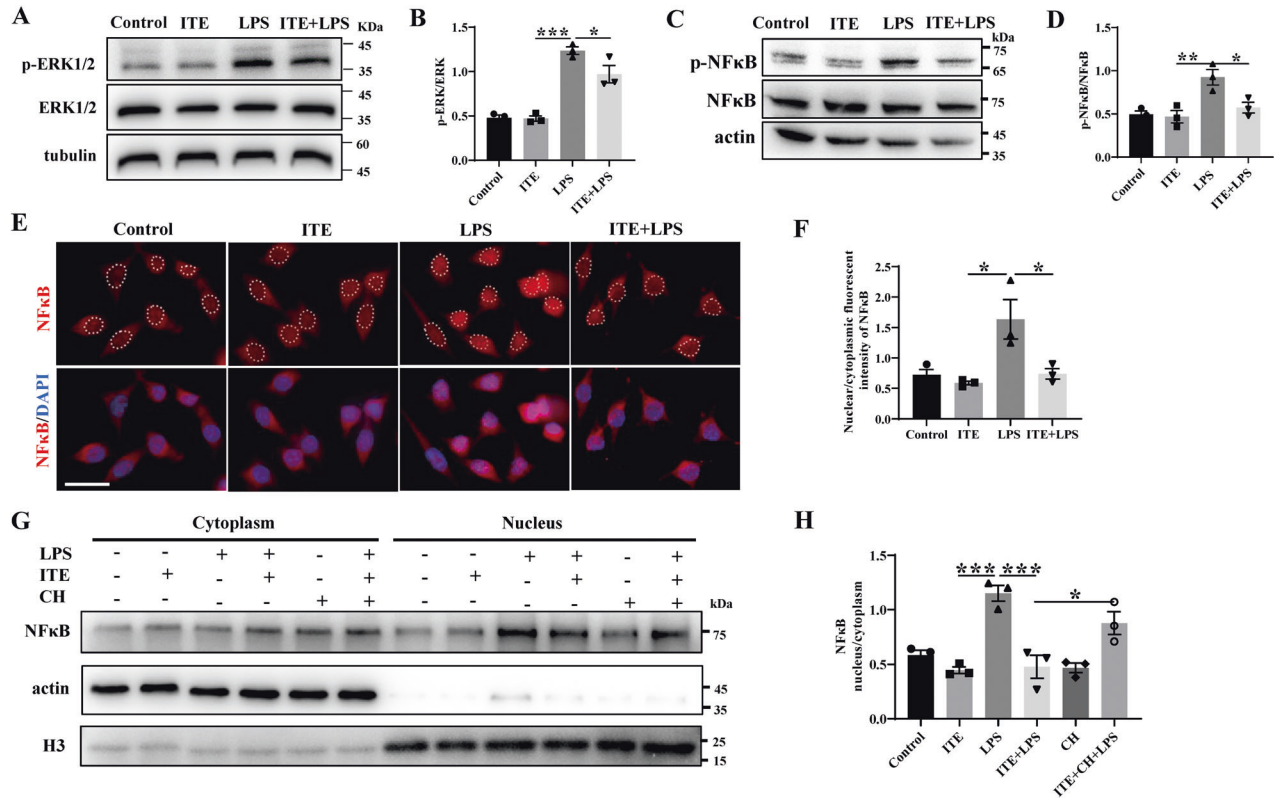 A
Control ITE LPS ITE+LPS KDa
p-ERK1/2
45
35
ERK1/2
45
35
tubulin
60
45
B
p-ERK/ERK
1.5
1.0
0.5
0.0
*** *
Control ITE LPS ITE+LPS
C
Control ITE LPS ITE+LPS
kDa
p-NFκB
75
65
NFκB
75
actin
45
35
D
p-NFκB/NFκB
1.5
1.0
0.5
0.0
** *
Control ITE LPS ITE+LPS
E
Control ITE LPS ITE+LPS
NFκB
NFκB/DAPI
F
Nuclear/cytoplasmic fluorescent
intensity of NFκB
2.5
2.0
1.5
1.0
0.5
0.0
* *
Control ITE LPS ITE+LPS
G
Cytoplasm Nucleus
LPS - - + + - + - - + + - +
ITE - + - + - + - + - + - +
CH - - - - + + - - - - + +
kDa
NFκB
75
actin
45
35
H3
25
15
H
NFκB
nucleus/cytoplasm
1.5
1.0
0.5
0.0
*** *** *
Control ITE LPS ITE+LPS CH ITE+CH+LPS